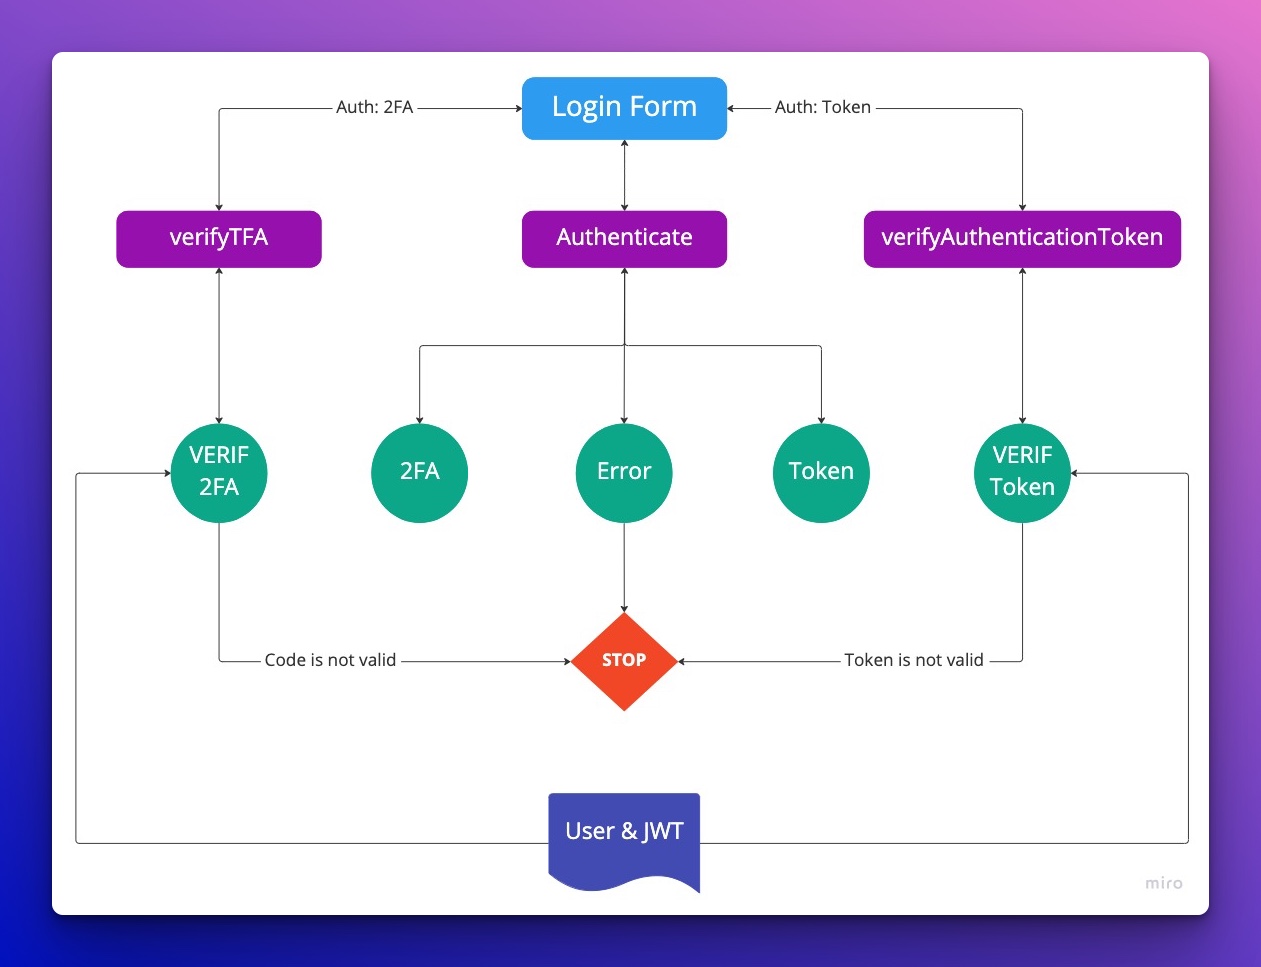 Auth: 2FA
Login Form
Auth: Token
verifyTFA
Authenticate
verifyAuthenticationToken
VERIF
2FA
2FA
Error
Token
VERIF
Token
Code is not valid
STOP
Token is not valid
User & JWT
miro